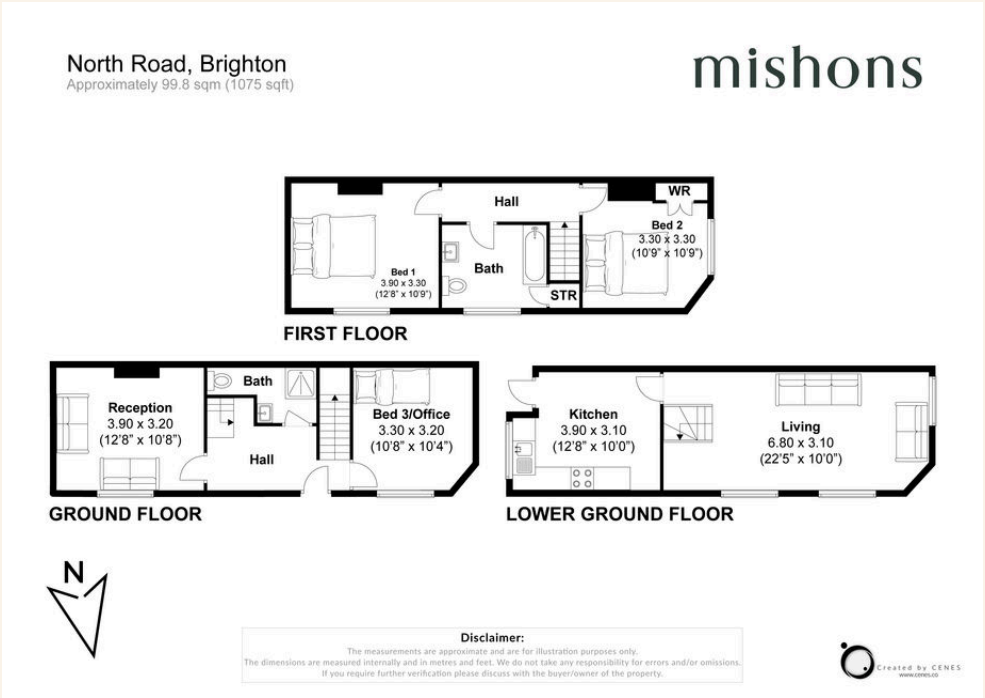 North Road, Brighton
Approximately 99.8 sqm (1075 sqft)
mishons
Hall
WR
Bed 2
3.30 x 3.30
(10'9" x 10'9")
Bath
Bed 1
3.90 x 3.30
(12'8" x 10'9")
STR
FIRST FLOOR
Bath
Reception
3.90 x 3.20
(12'8" x 10'8")
Hall
Bed 3/Office
3.30 x 3.20
(10'8" x 10'4")
GROUND FLOOR
Kitchen
3.90 x 3.10
(12'8" x 10'0")
Living
6.80 x 3.10
(22'5" x 10'0")
LOWER GROUND FLOOR
N
Disclaimer:
The measurements are approximate and are for illustration purposes only.
The dimensions are measured internally and in metres and feet. We do not take any responsibility for errors and/or omissions.
If you require further verification please discuss with the buyer/owner of the property.
Created by CENES
www.cenes.co